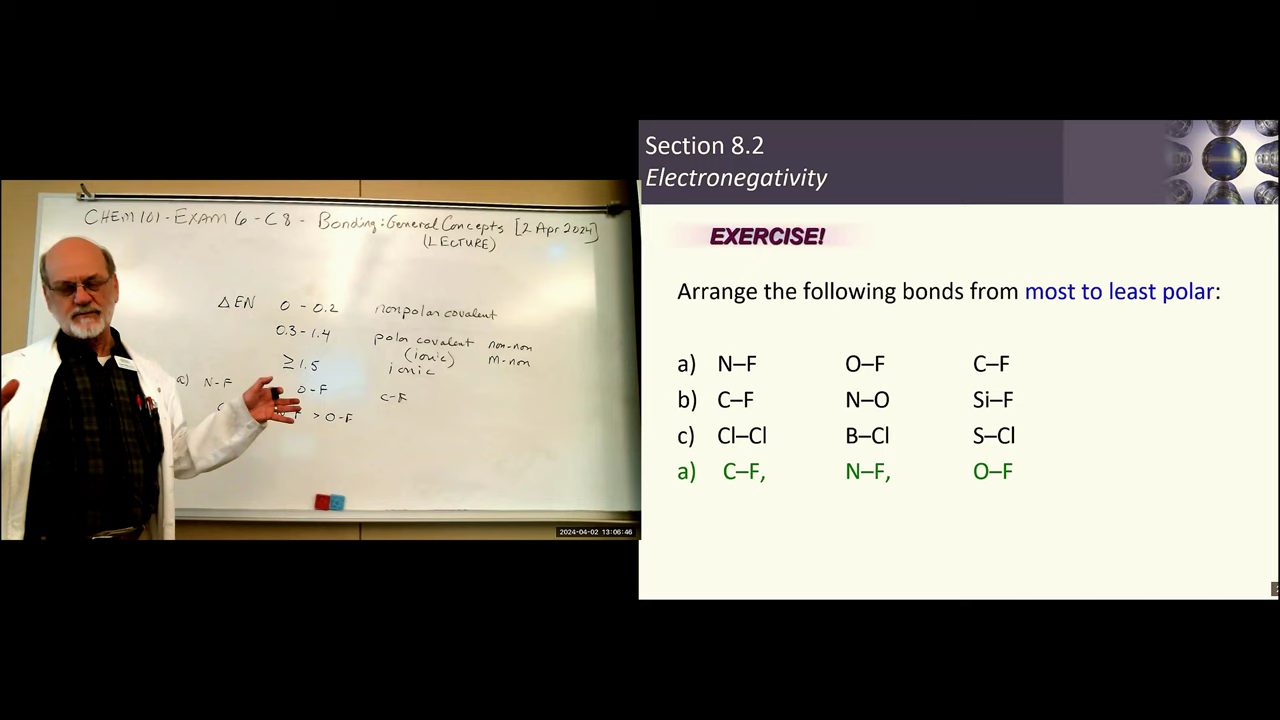 CHEM 101 - EXAM 6 - C8 - Bonding: General Concepts [2 Apr 2024]
(LECTURE)
Δ EN 0 - 0.2 nonpolar covalent
0.3 - 1.4 polar covalent non-non
(ionic) M-non
≥ 1.5 ionic
a) N-F O-F C-F
> O-F
2024-04-02 13:06:46
Section 8.2
Electronegativity
EXERCISE!
Arrange the following bonds from most to least polar:
a) N–F O–F C–F
b) C–F N–O Si–F
c) Cl–Cl B–Cl S–Cl
a) C–F, N–F, O–F